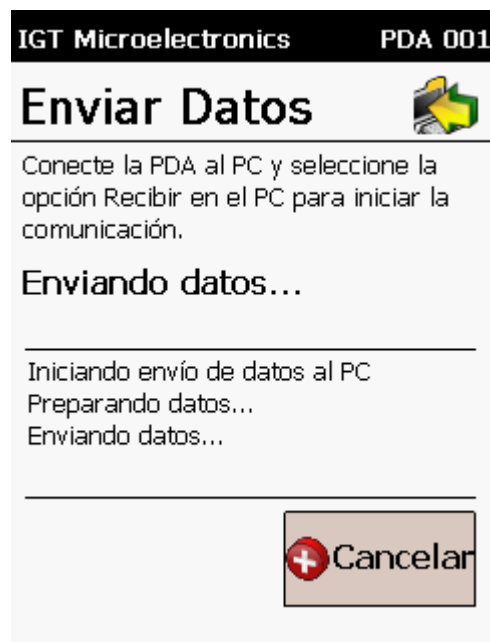 IGT Microelectronics PDA 001
Enviar Datos
Conecte la PDA al PC y seleccione la
opción Recibir en el PC para iniciar la
comunicación.
Enviando datos...
Iniciando envío de datos al PC
Preparando datos...
Enviando datos...
Cancelar